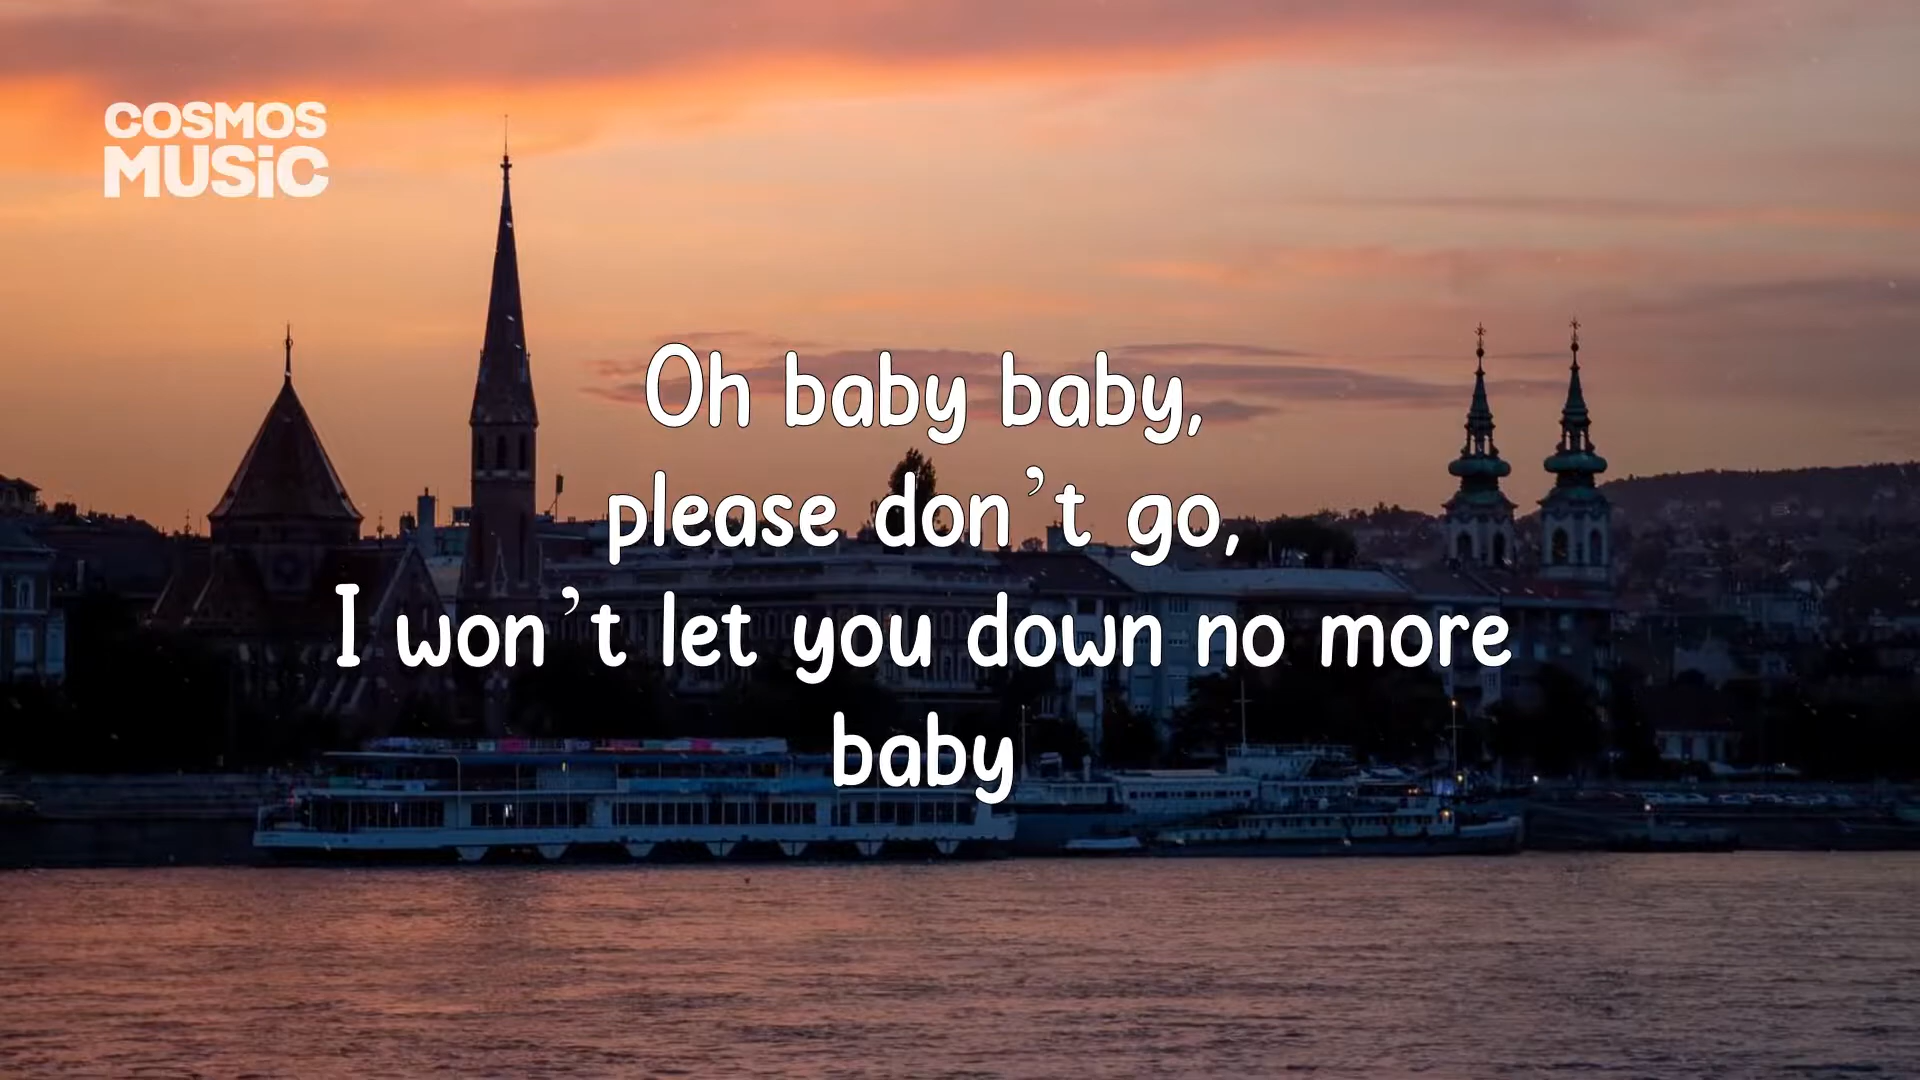 COSMOS
MUSiC
Oh baby baby,
please don’t go,
I won’t let you down no more
baby